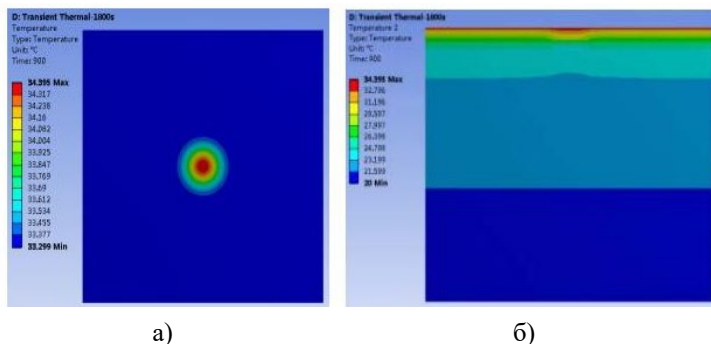 D: Transient Thermal-1800s
Temperature
Type: Temperature
Unit: °C
Time: 900
34.395 Max
34.317
34.238
34.16
34.082
34.004
33.925
33.847
33.769
33.69
33.612
33.534
33.455
33.377
33.299 Min
D: Transient Thermal-1800s
Temperature 2
Type: Temperature
Unit: °C
Time: 900
34.395 Max
32.796
31.196
29.597
27.997
26.398
24.798
23.199
21.599
20 Min
а)
б)